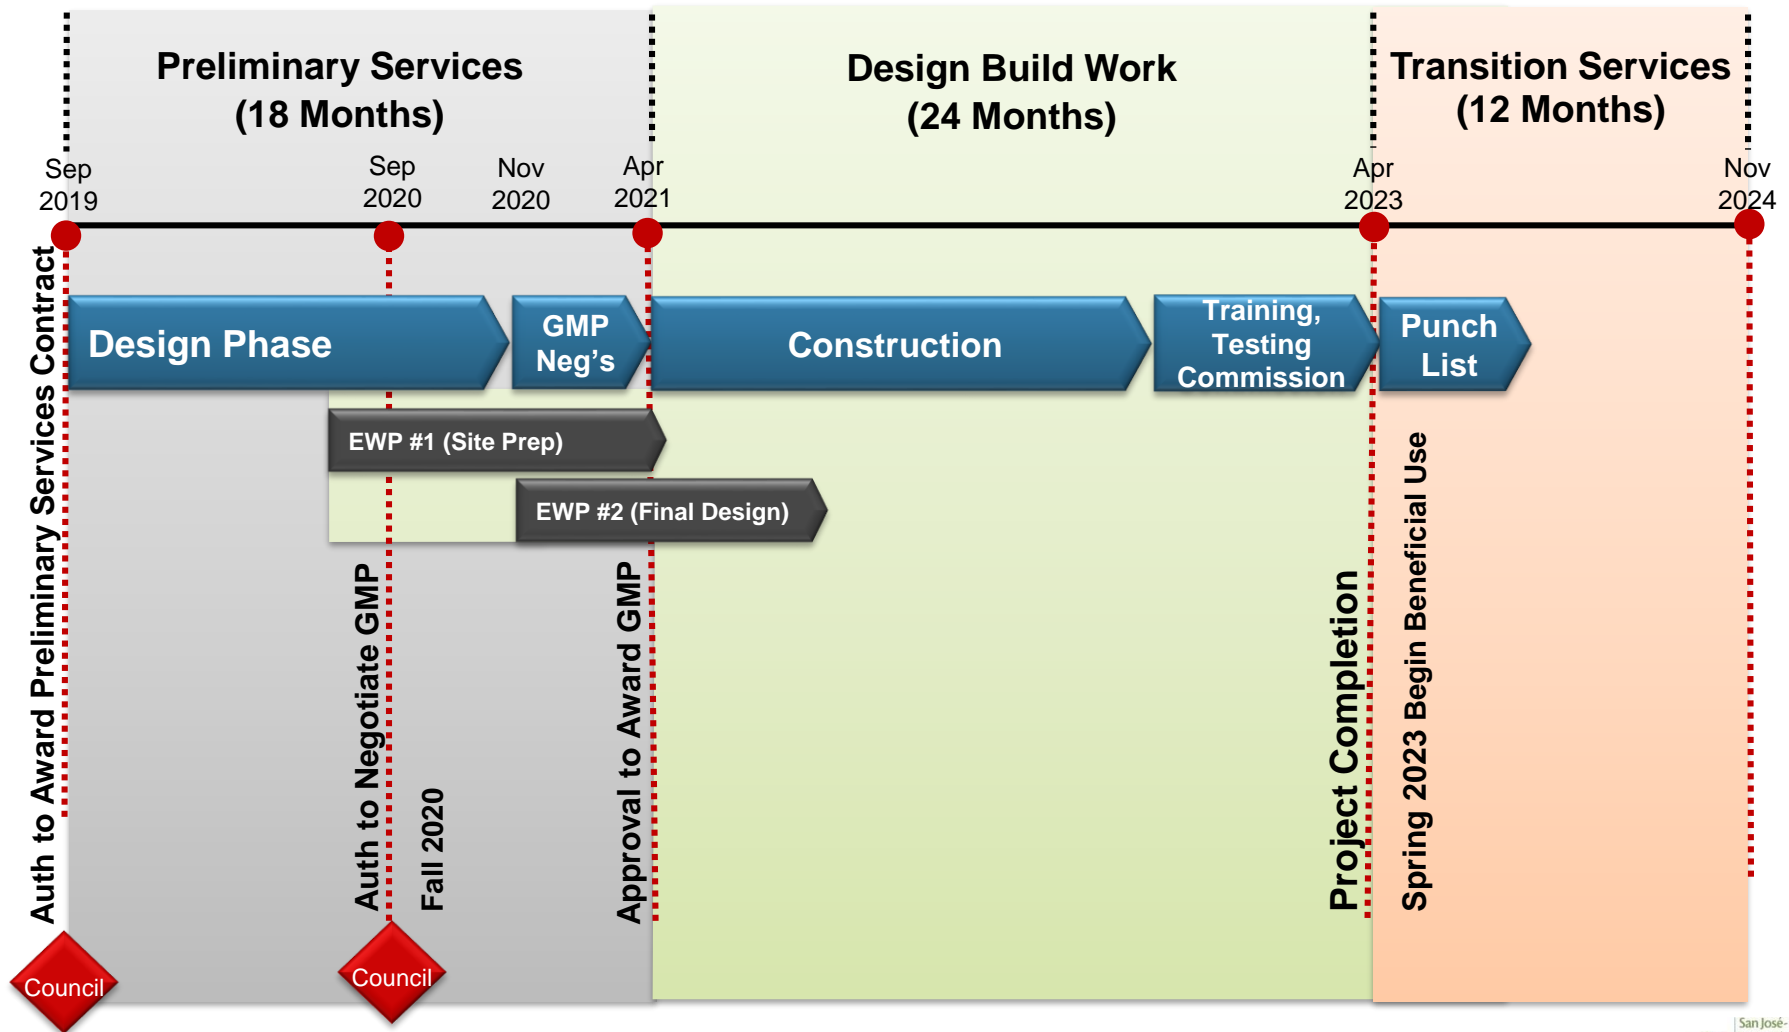 Preliminary Services
(18 Months)
Design Build Work
(24 Months)
Transition Services
(12 Months)
Sep
2019
Sep
2020
Nov
2020
Apr
2021
Apr
2023
Nov
2024
Design Phase
GMP
Neg's
Construction
Training,
Testing
Commission
Punch
List
EWP #1 (Site Prep)
EWP #2 (Final Design)
Auth to Award Preliminary Services Contract
Auth to Negotiate GMP
Fall 2020
Approval to Award GMP
Project Completion
Spring 2023 Begin Beneficial Use
Council
Council
San José-